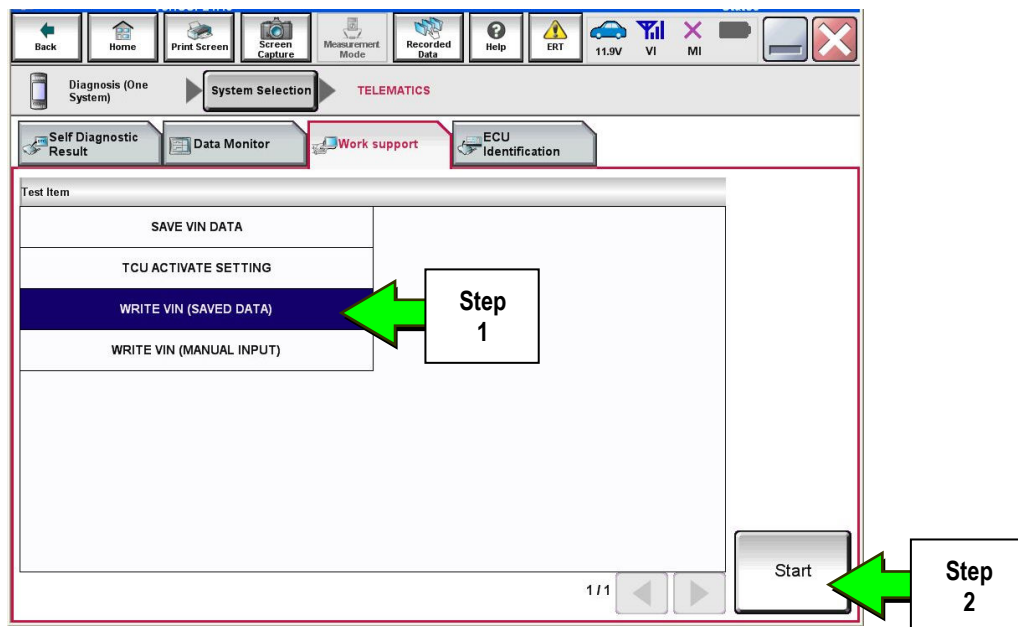 Back
Home
Print Screen
Screen
Capture
Measurement
Mode
Recorded
Data
Help
ERT
11.9V
VI
MI
Diagnosis (One
System)
System Selection
TELEMATICS
Self Diagnostic
Result
Data Monitor
Work support
ECU
Identification
Test Item
SAVE VIN DATA
TCU ACTIVATE SETTING
WRITE VIN (SAVED DATA)
WRITE VIN (MANUAL INPUT)
Step
1
1/1
Start
Step
2